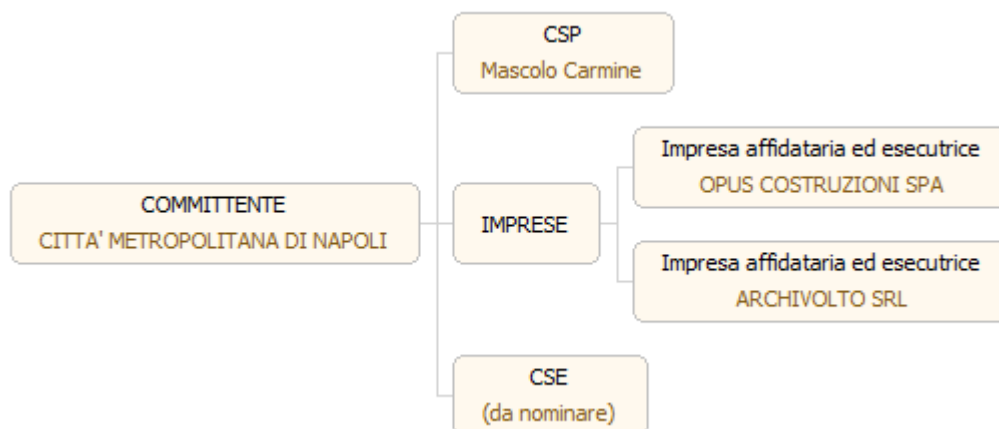 CSP
Mascolo Carmine
Impresa affidataria ed esecutrice
OPUS COSTRUZIONI SPA
COMMITTENTE
CITTA' METROPOLITANA DI NAPOLI
IMPRESE
Impresa affidataria ed esecutrice
ARCHIVOLTO SRL
CSE
(da nominare)